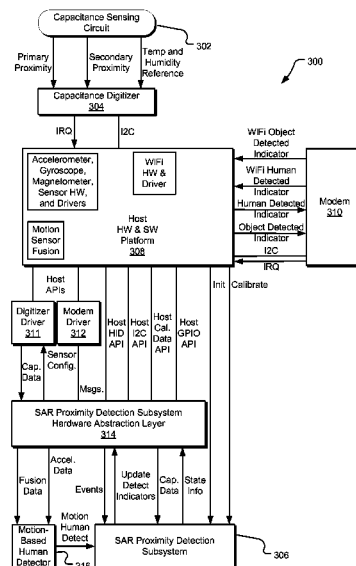 Capacitance Sensing
Circuit
302
Primary
Proximity
Secondary
Proximity
Temp and
Humidity
Reference
300
Capacitance Digitizer
304
IRQ
I2C
WiFi Object
Detected
Indicator
Accelerometer,
Gyroscope,
Magnelometer,
Sensor HW,
and Drivers
WiFi
HW &
Driver
WiFi Human
Detected
Indicator
Human Detected
Indicator
Object Detected
Indicator
I2C
IRQ
Modem
310
Motion
Sensor
Fusion
Host
HW & SW
Platform
308
Host
APIs
Init
Calibrate
Digitizer
Driver
311
Modem
Driver
312
Host
HID
API
Host
I2C
API
Host
Cal.
Data
API
Host
GPIO
API
Cap.
Data
Sensor
Config.
Msgs.
SAR Proximity Detection Subsystem
Hardware Abstraction Layer
314
Fusion
Data
Accel.
Data
Events
Update
Detect
Indicators
Cap.
Data
State
Info
Motion
Human
Detect
Motion-
Based
Human
Detector
316
SAR Proximity Detection
Subsystem
306